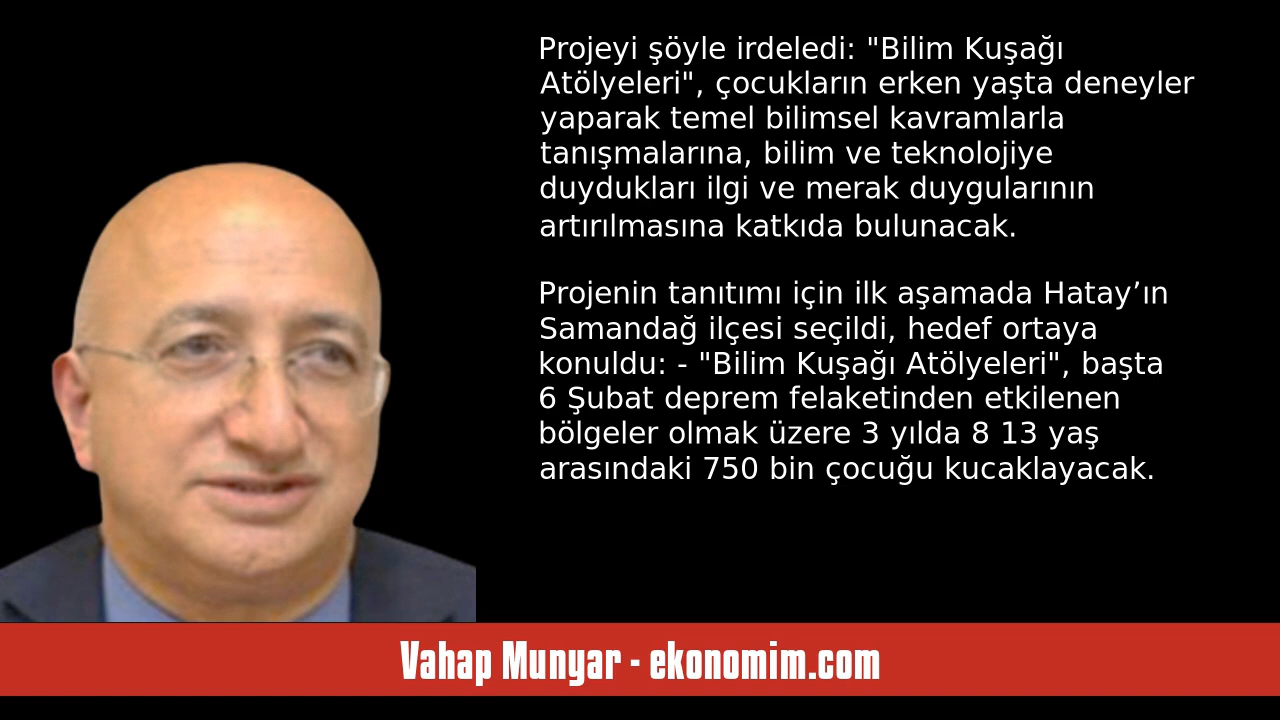 Projeyi şöyle irdeledi: "Bilim Kuşağı
Atölyeleri", çocukların erken yaşta deneyler
yaparak temel bilimsel kavramlarla
tanışmalarına, bilim ve teknolojiye
duydukları ilgi ve merak duygularının
artırılmasına katkıda bulunacak.
Projenin tanıtımı için ilk aşamada Hatay’ın
Samandağ ilçesi seçildi, hedef ortaya
konuldu: - "Bilim Kuşağı Atölyeleri", başta
6 Şubat deprem felaketinden etkilenen
bölgeler olmak üzere 3 yılda 8 13 yaş
arasındaki 750 bin çocuğu kucaklayacak.
Vahap Munyar - ekonomim.com